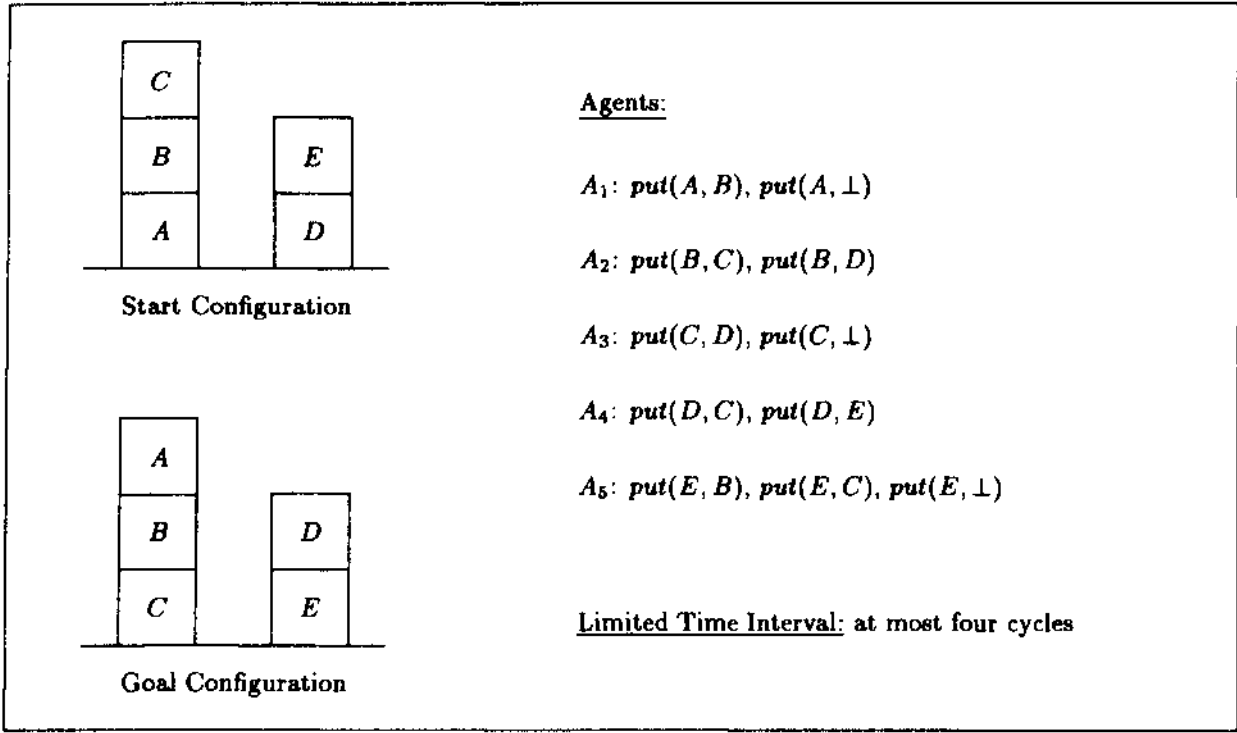 C
B
A
E
D
Start Configuration
A
B
C
D
E
Goal Configuration
Agents:
A₁: put(A, B), put(A, ⊥)
A₂: put(B, C), put(B, D)
A₃: put(C, D), put(C, ⊥)
A₄: put(D, C), put(D, E)
A₅: put(E, B), put(E, C), put(E, ⊥)
Limited Time Interval: at most four cycles